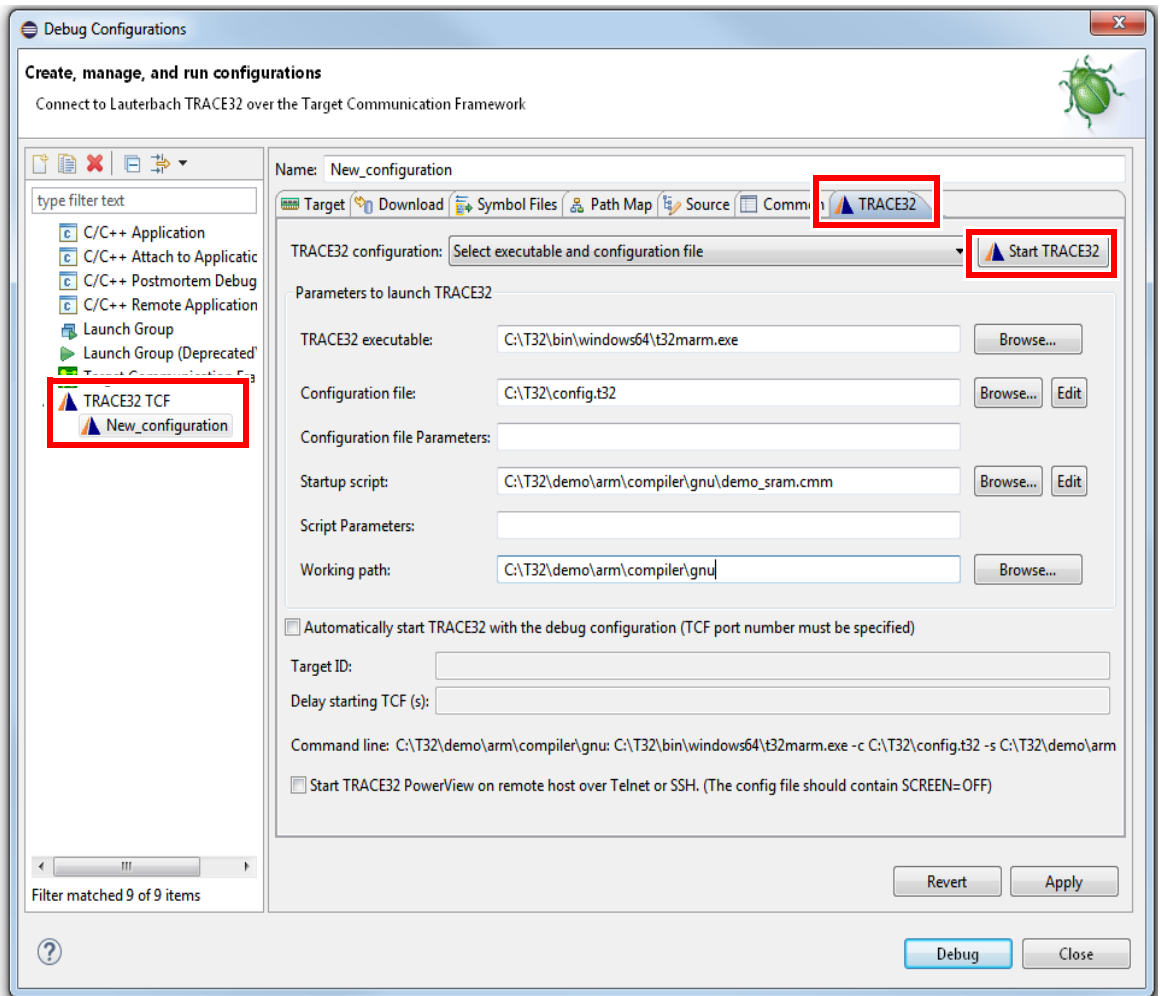 Debug Configurations
Create, manage, and run configurations
Connect to Lauterbach TRACE32 over the Target Communication Framework
type filter text
C/C++ Application
C/C++ Attach to Applicatic
C/C++ Postmortem Debug
C/C++ Remote Application
Launch Group
Launch Group (Deprecated
TRACE32 TCF
New_configuration
Filter matched 9 of 9 items
Name: New_configuration
Target Download Symbol Files Path Map Source Common TRACE32
TRACE32 configuration: Select executable and configuration file Start TRACE32
Parameters to launch TRACE32
TRACE32 executable: C:\T32\bin\windows64\t32marm.exe Browse...
Configuration file: C:\T32\config.t32 Browse... Edit
Configuration file Parameters:
Startup script: C:\T32\demo\arm\compiler\gnu\demo_sram.cmm Browse... Edit
Script Parameters:
Working path: C:\T32\demo\arm\compiler\gnu Browse...
Automatically start TRACE32 with the debug configuration (TCF port number must be specified)
Target ID:
Delay starting TCF (s):
Command line: C:\T32\demo\arm\compiler\gnu: C:\T32\bin\windows64\t32marm.exe -c C:\T32\config.t32 -s C:\T32\demo\arm
Start TRACE32 PowerView on remote host over Telnet or SSH. (The config file should contain SCREEN=OFF)
Revert Apply
Debug Close